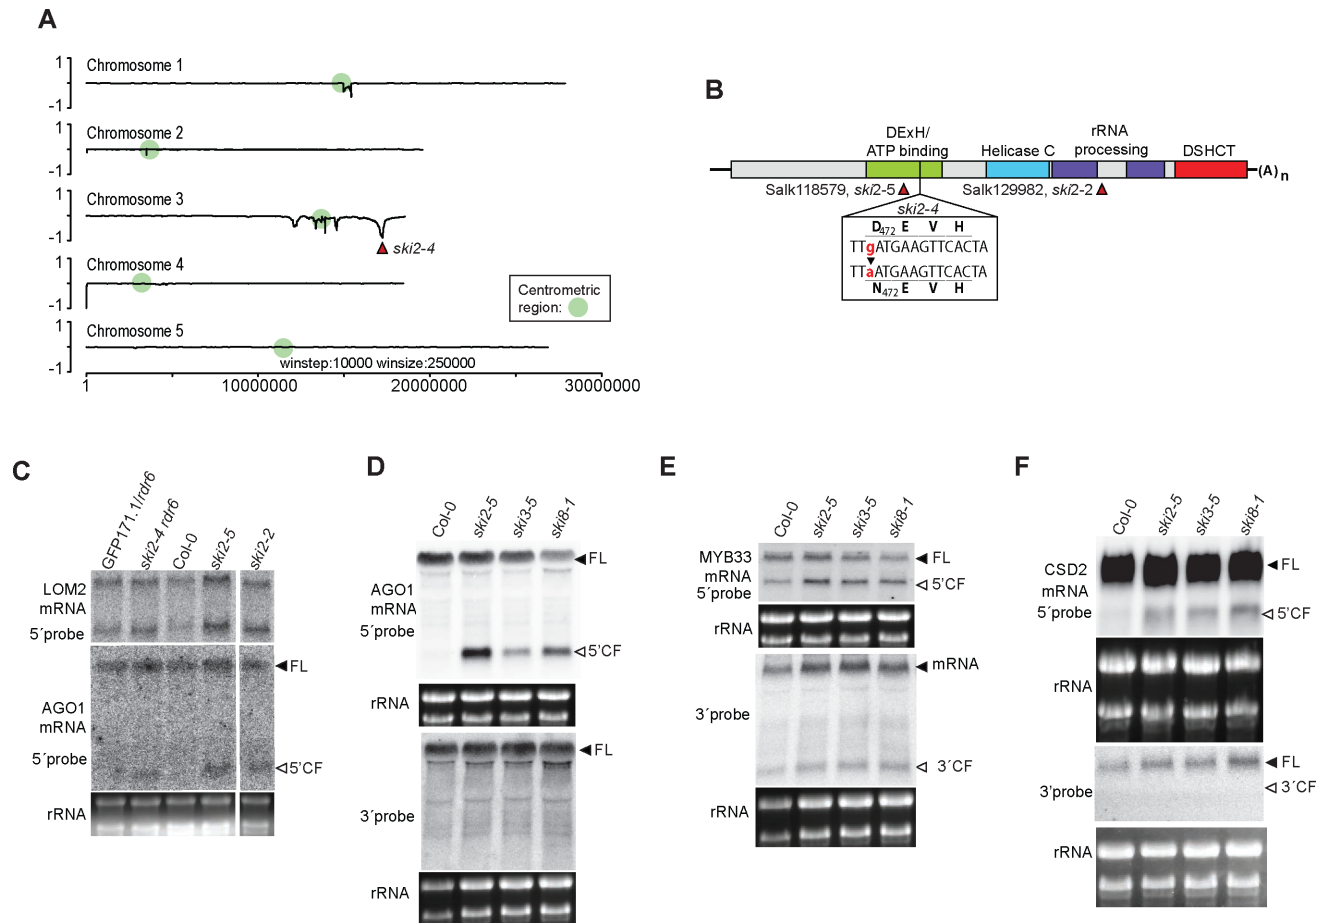 A
1
-1
Chromosome 1
1
-1
Chromosome 2
1
-1
Chromosome 3
ski2-4
1
-1
Chromosome 4
Centrometric
region:
1
-1
Chromosome 5
winstep:10000 winsize:250000
1
10000000
20000000
30000000
B
DExH/
ATP binding
Helicase C
rRNA
processing
DSHCT
(A)n
Salk118579, ski2-5
Salk129982, ski2-2
ski2-4
D472 E V H
TTgATGAAGTTCACTA
TTaATGAAGTTCACTA
N472 E V H
C
GFP171.1/rdr6
ski2-4 rdr6
Col-0
ski2-5
ski2-2
LOM2
mRNA
5´probe
FL
AGO1
mRNA
5´probe
5'CF
rRNA
D
Col-0
ski2-5
ski3-5
ski8-1
FL
AGO1
mRNA
5´probe
5'CF
rRNA
FL
3´probe
rRNA
E
Col-0
ski2-5
ski3-5
ski8-1
MYB33
mRNA
5´probe
FL
5'CF
rRNA
mRNA
3´probe
3´CF
rRNA
F
Col-0
ski2-5
ski3-5
ski8-1
CSD2
mRNA
5´probe
FL
5'CF
rRNA
FL
3'probe
3´CF
rRNA